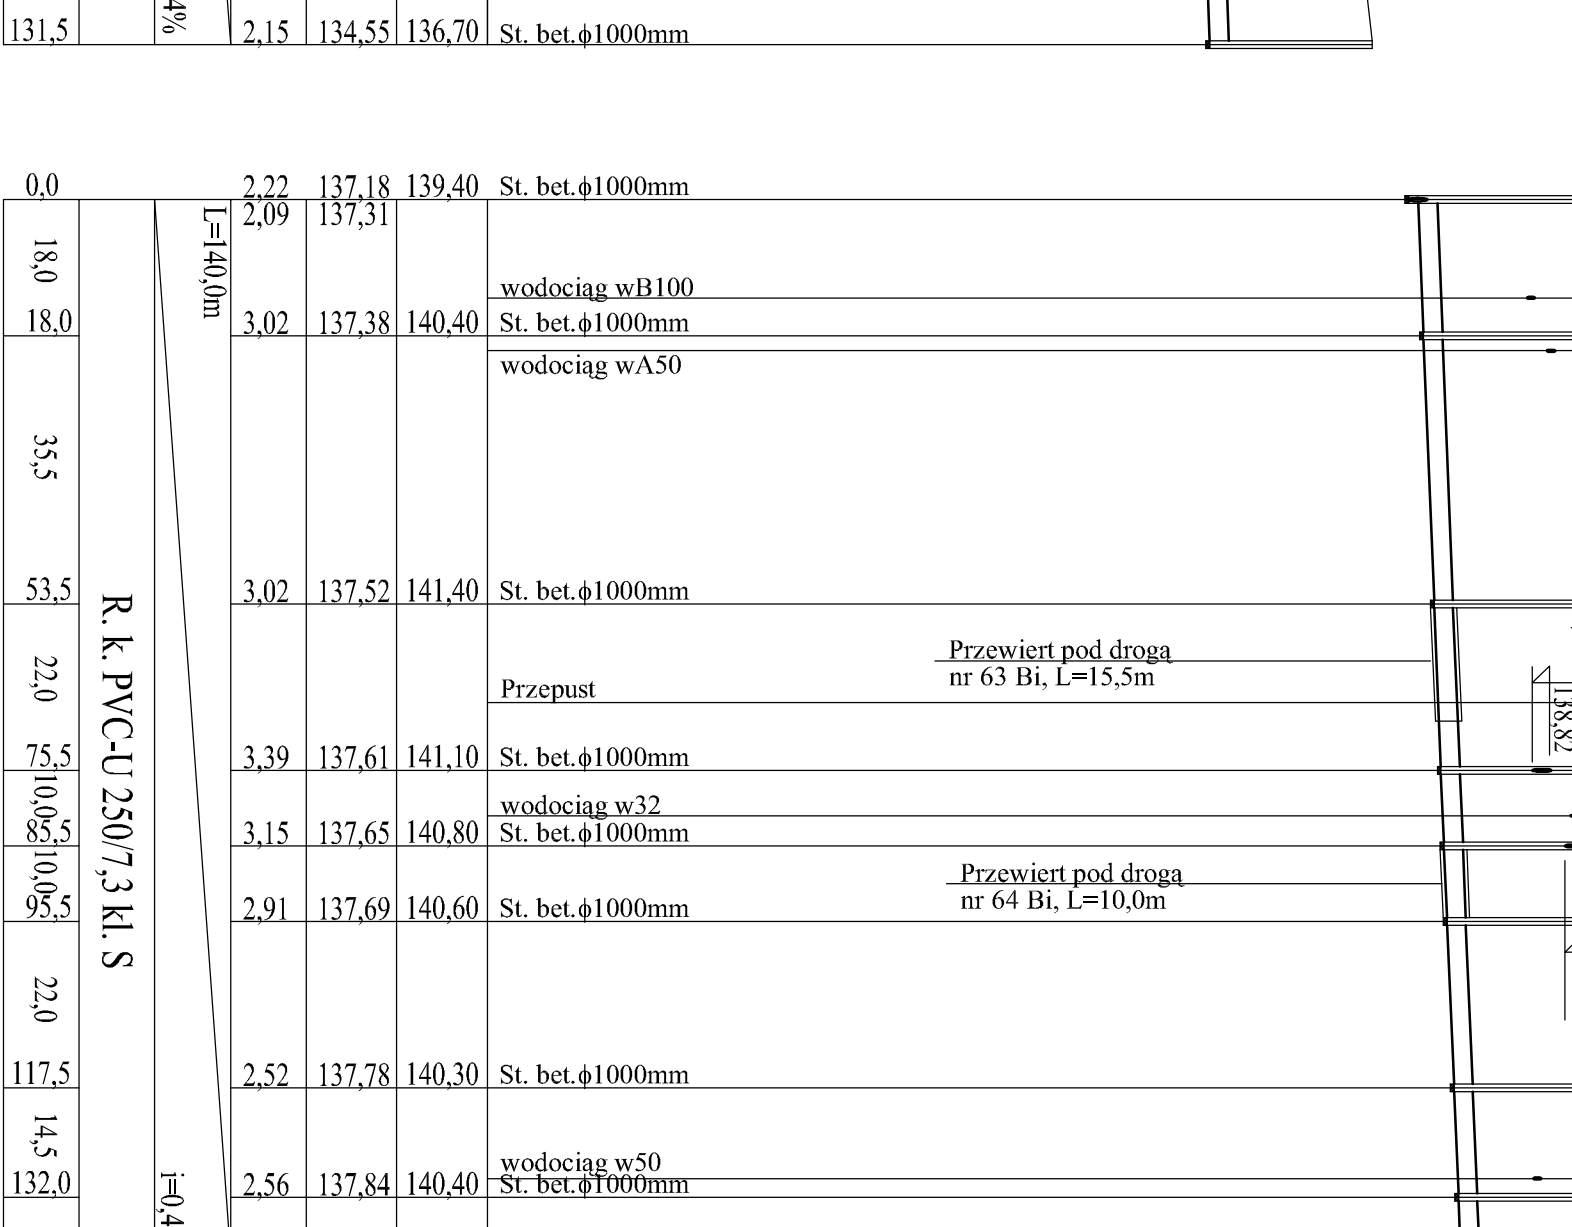 4%
131,5 2,15 134,55 136,70 St. bet.ϕ1000mm
0,0 2,22 137,18 139,40 St. bet.ϕ1000mm
2,09 137,31
L=140,0m
18,0
wodociąg wB100
18,0 3,02 137,38 140,40 St. bet.ϕ1000mm
wodociąg wA50
35,5
53,5 3,02 137,52 141,40 St. bet.ϕ1000mm
R. k. PVC-U 250/7,3 kl. S
Przewiert pod drogą
nr 63 Bi, L=15,5m
22,0
Przepust
138,82
75,5 3,39 137,61 141,10 St. bet.ϕ1000mm
10,0
wodociąg w32
85,5 3,15 137,65 140,80 St. bet.ϕ1000mm
10,0
Przewiert pod drogą
nr 64 Bi, L=10,0m
95,5 2,91 137,69 140,60 St. bet.ϕ1000mm
22,0
117,5 2,52 137,78 140,30 St. bet.ϕ1000mm
14,5
wodociąg w50
132,0 2,56 137,84 140,40 St. bet.ϕ1000mm
i=0,4